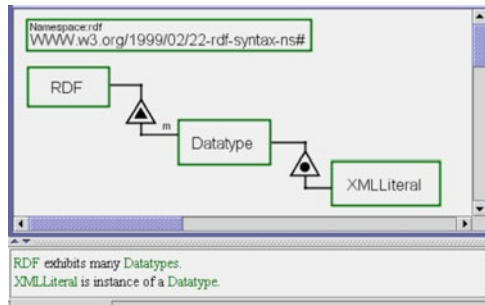 Namespace:rdf
WWW.w3.org/1999/02/22-rdf-syntax-ns#
RDF
m
Datatype
XMLLiteral
RDF exhibits many Datatypes.
XMLLiteral is instance of a Datatype.